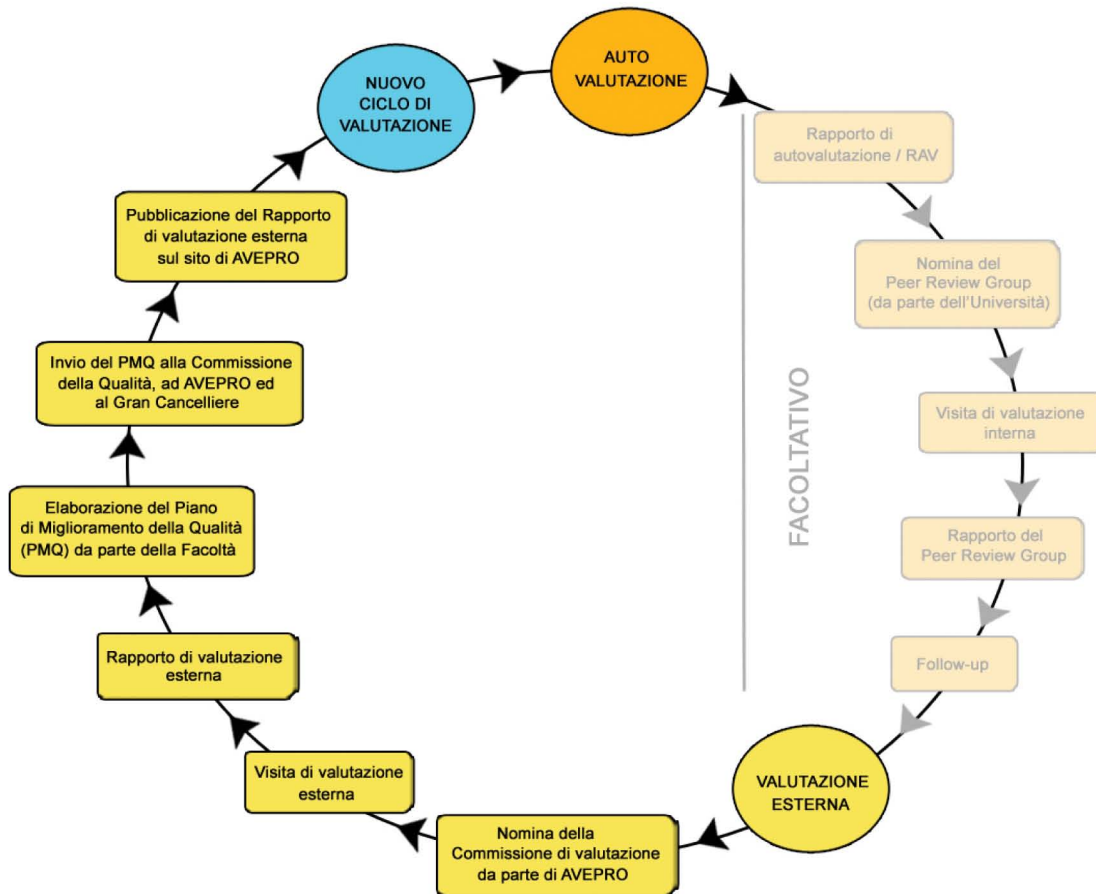 NUOVO
CICLO DI
VALUTAZIONE
AUTO
VALUTAZIONE
Rapporto di
autovalutazione / RAV
Nomina del
Peer Review Group
(da parte dell'Università)
Visita di valutazione
interna
Rapporto del
Peer Review Group
Follow-up
FACOLTATIVO
VALUTAZIONE
ESTERNA
Nomina della
Commissione di valutazione
da parte di AVEPRO
Visita di valutazione
esterna
Rapporto di valutazione
esterna
Elaborazione del Piano
di Miglioramento della Qualità
(PMQ) da parte della Facoltà
Invio del PMQ alla Commissione
della Qualità, ad AVEPRO ed
al Gran Cancelliere
Pubblicazione del Rapporto
di valutazione esterna
sul sito di AVEPRO